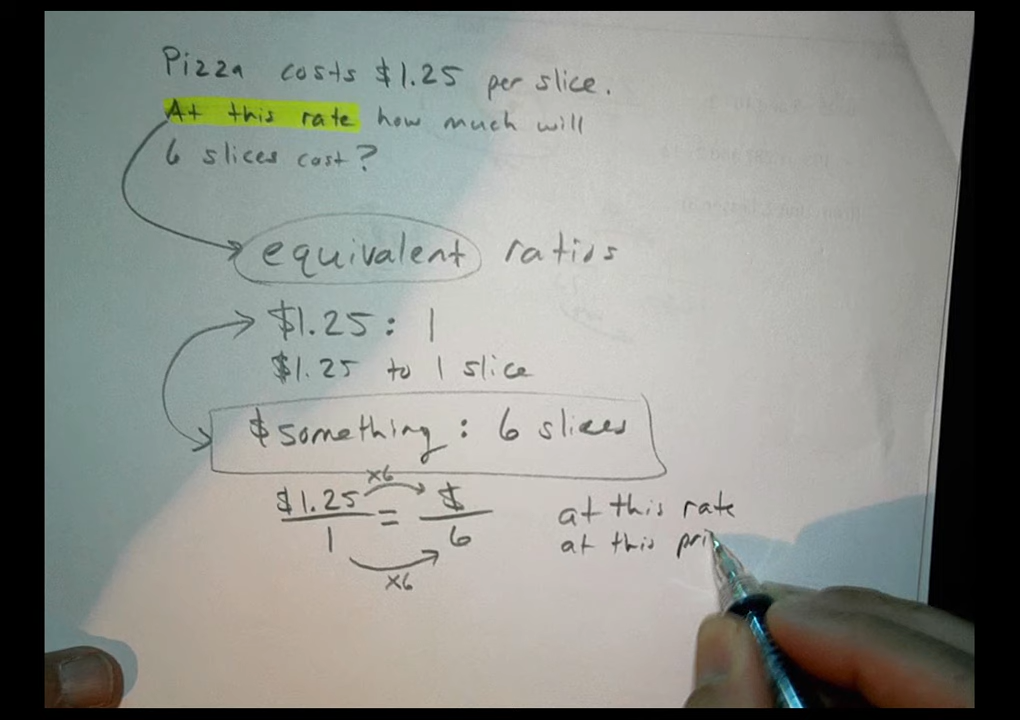 Pizza costs $1.25 per slice.
At this rate how much will
6 slices cost?
equivalent ratios
$1.25 : 1
$1.25 to 1 slice
$ something : 6 slices
×6
$1.25 = $
1 6
×6
at this rate
at this pri